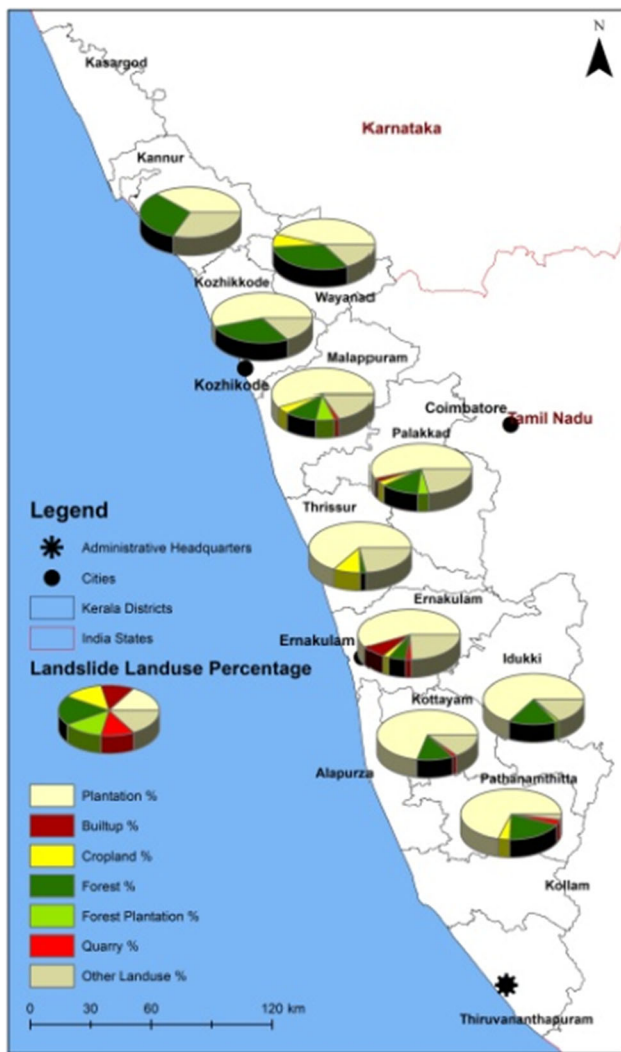 N
Kasargod
Karnataka
Kannur
Kozhikkode
Wayanad
Malappuram
Kozhikode
Coimbatore
Tamil Nadu
Palakkad
Thrissur
Legend
Administrative Headquarters
Cities
Ernakulam
Kerala Districts
India States
Ernakulam
Idukki
Landslide Landuse Percentage
Kottayam
Alapurza
Pathanamthitta
Plantation %
Builtup %
Cropland %
Forest %
Kollam
Forest Plantation %
Quarry %
Other Landuse %
0 30 60 120 km
Thiruvananthapuram